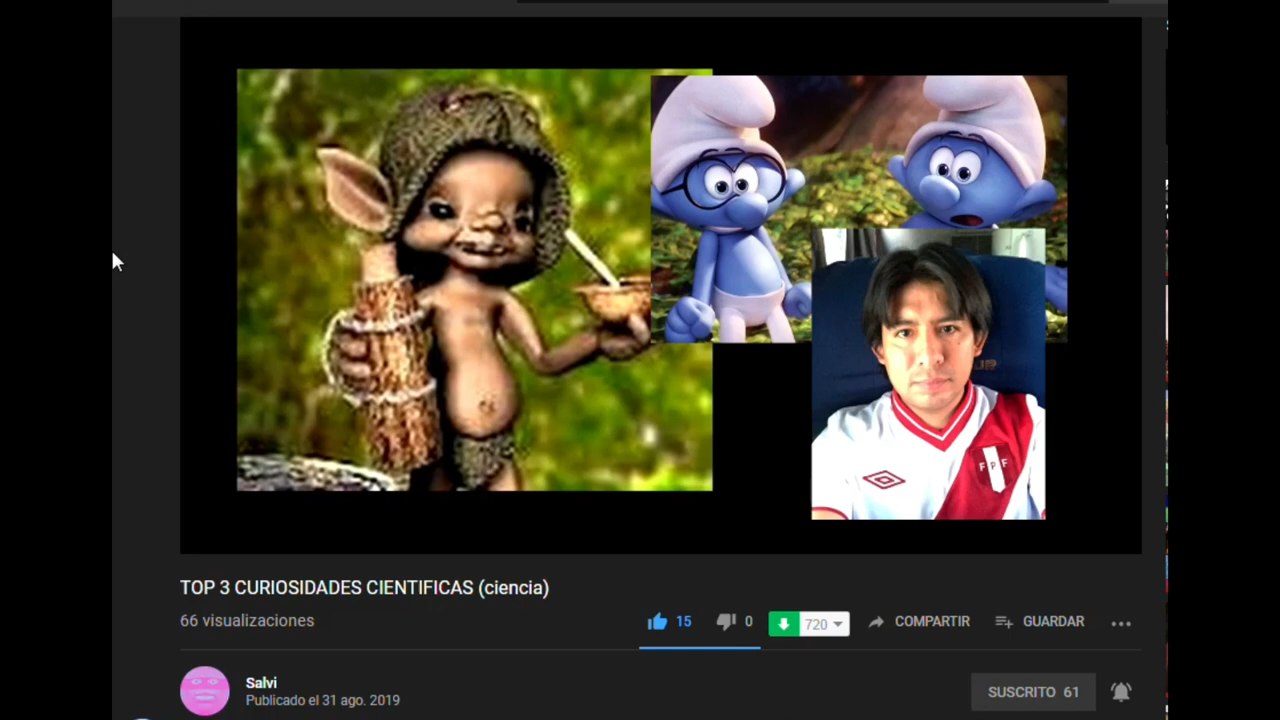 FPF
TOP 3 CURIOSIDADES CIENTIFICAS (ciencia)
66 visualizaciones
15
0
720
COMPARTIR
GUARDAR
Salvi
Publicado el 31 ago. 2019
SUSCRITO 61